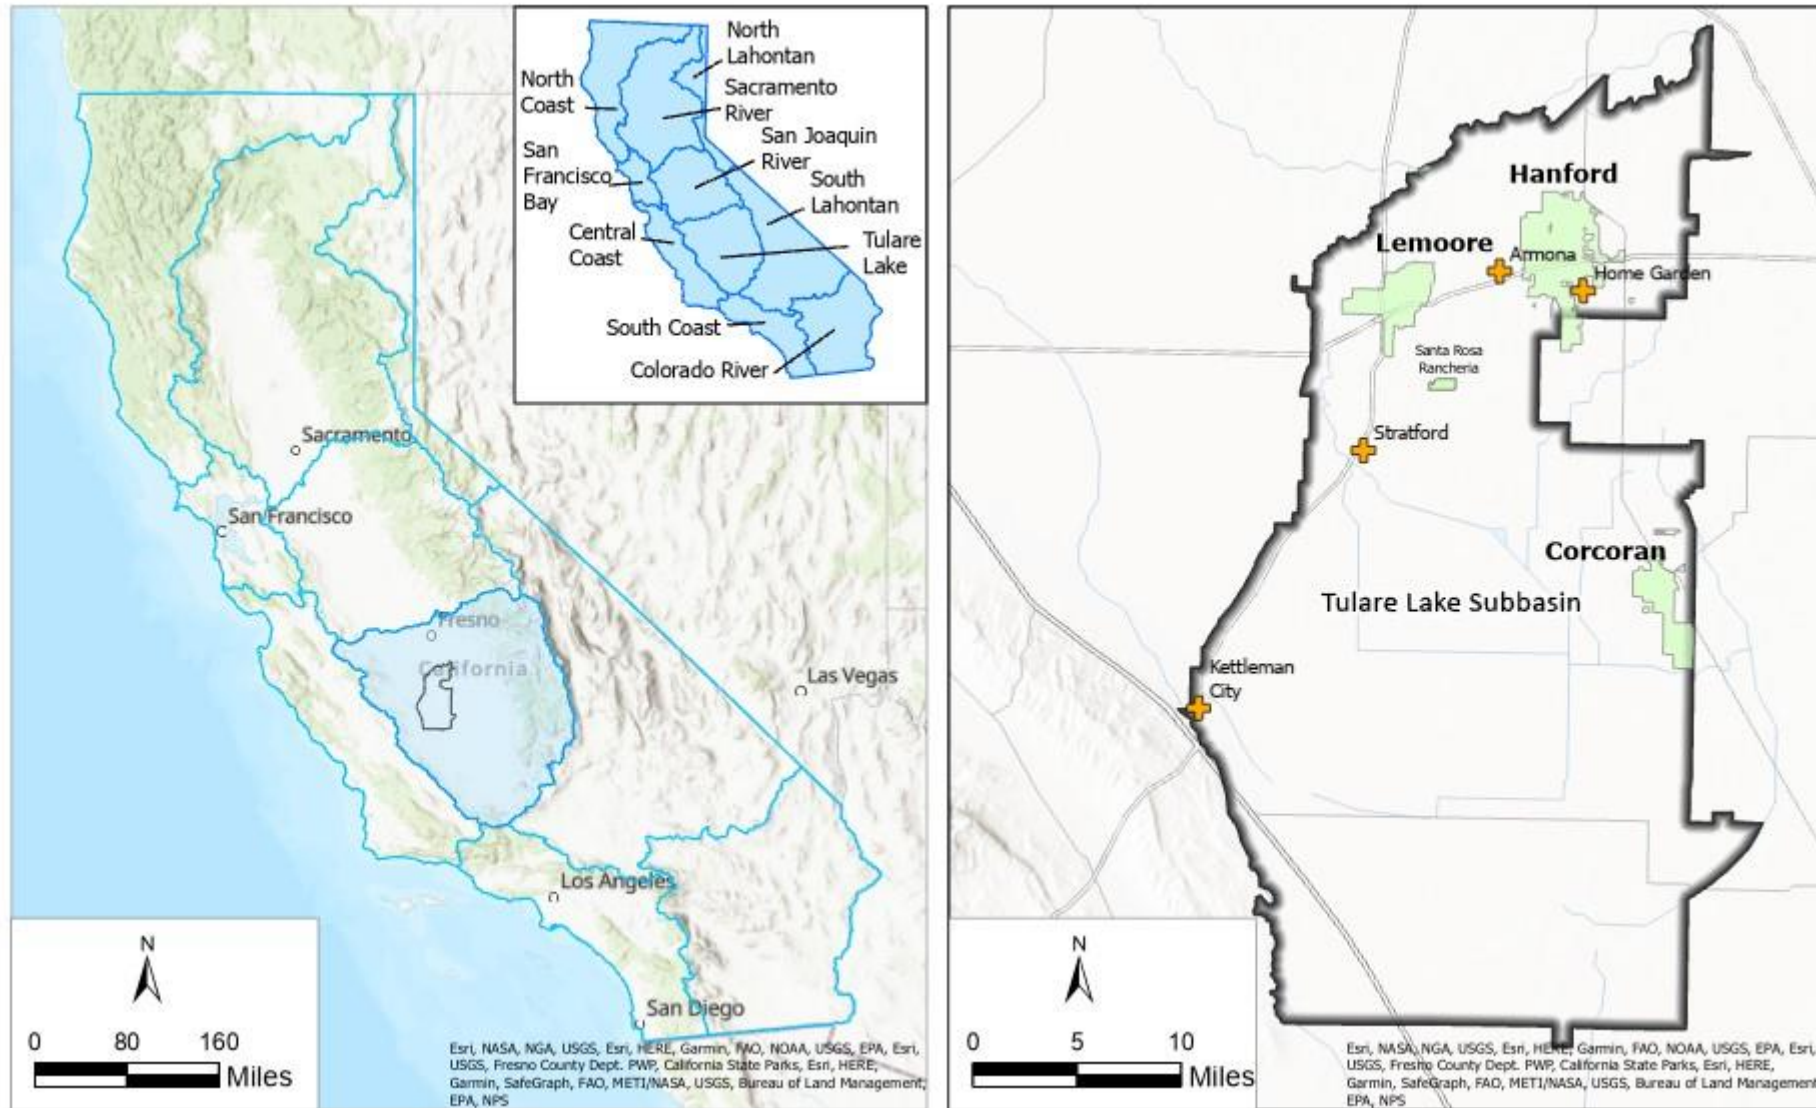 North
Lahontan
North
Coast
Sacramento
River
San Joaquin
River
San
Francisco
Bay
South
Lahontan
Central
Coast
Tulare
Lake
South Coast
Colorado River
Sacramento
San Francisco
Fresno
California
Las Vegas
Los Angeles
San Diego
N
0 80 160
Miles
Esri, NASA, NGA, USGS, Esri, HERE, Garmin, FAO, NOAA, USGS, EPA, Esri,
USGS, Fresno County Dept. PWP, California State Parks, Esri, HERE,
Garmin, SafeGraph, FAO, METI/NASA, USGS, Bureau of Land Management,
EPA, NPS
Hanford
Lemoore
Armona
Home Garden
Santa Rosa
Rancheria
Stratford
Corcoran
Tulare Lake Subbasin
Kettleman
City
N
0 5 10
Miles
Esri, NASA, NGA, USGS, Esri, HERE, Garmin, FAO, NOAA, USGS, EPA, Esri,
USGS, Fresno County Dept. PWP, California State Parks, Esri, HERE,
Garmin, SafeGraph, FAO, METI/NASA, USGS, Bureau of Land Management
EPA, NPS